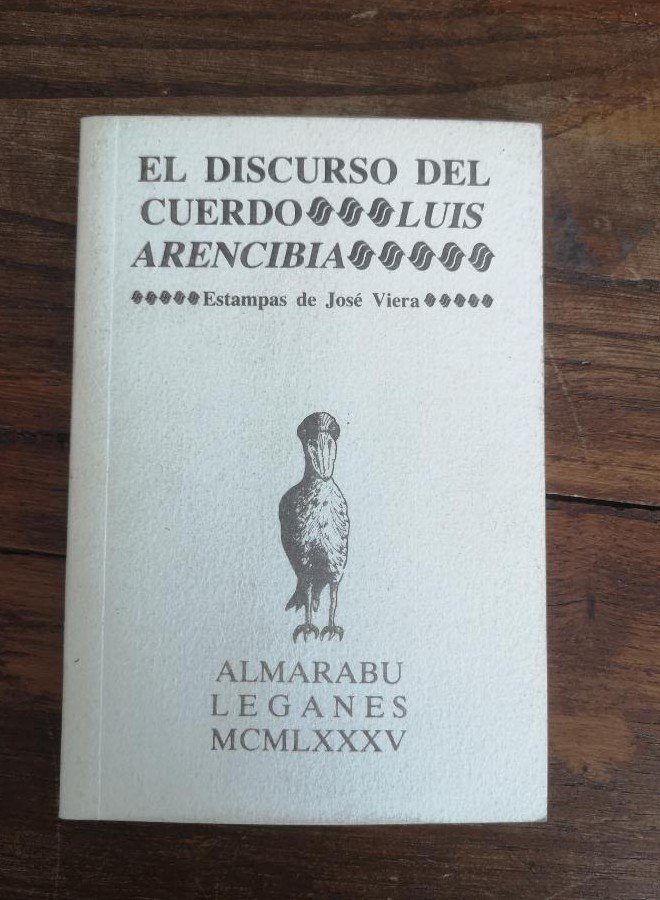 EL DISCURSO DEL
CUERDO LUIS
ARENCIBIA
Estampas de José Viera
ALMARABU
LEGANES
MCMLXXXV